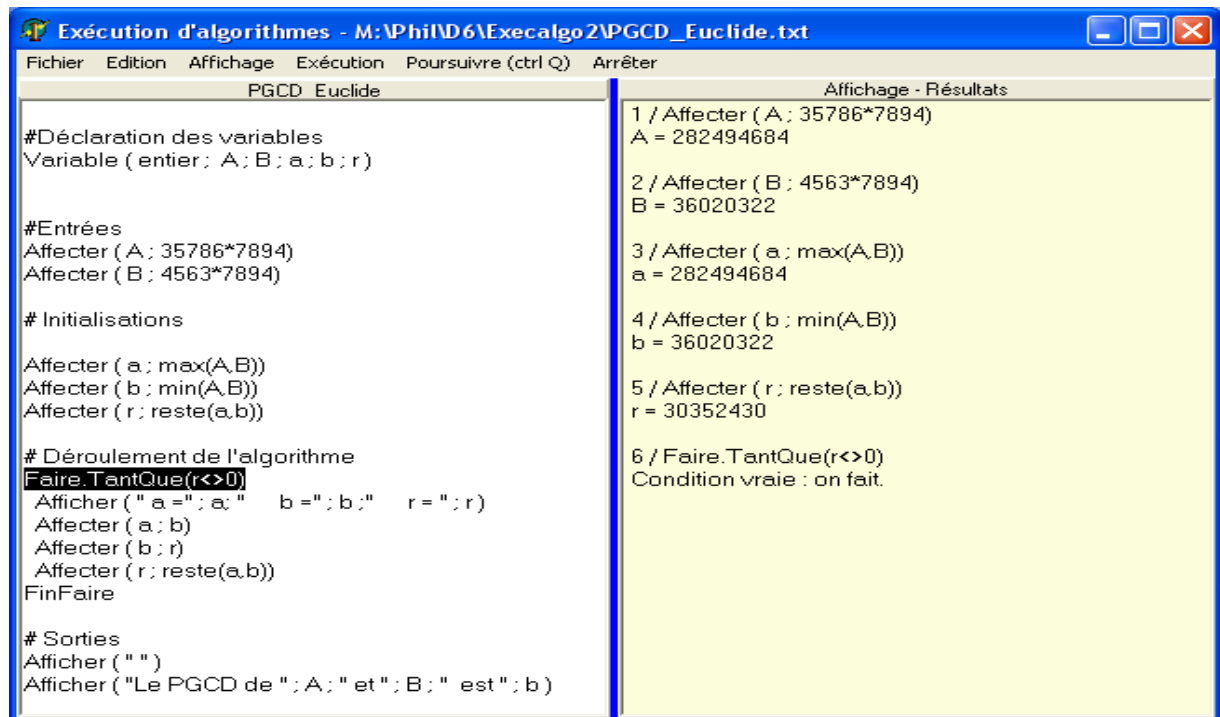 Exécution d'algorithmes - M:\Phil\D6\Execalgo2\PGCD_Euclide.txt
Fichier Edition Affichage Exécution Poursuivre (ctrl Q) Arrêter
PGCD_Euclide
#Déclaration des variables
Variable ( entier ; A ; B ; a ; b ; r )
#Entrées
Affecter ( A ; 35786*7894)
Affecter ( B ; 4563*7894)
# Initialisations
Affecter ( a ; max(A,B))
Affecter ( b ; min(A,B))
Affecter ( r ; reste(a,b))
# Déroulement de l'algorithme
Faire.TantQue(r<>0)
Afficher ( " a =" ; a; " b =" ; b ;" r = " ; r )
Affecter ( a ; b)
Affecter ( b ; r)
Affecter ( r ; reste(a,b))
FinFaire
# Sorties
Afficher ( " " )
Afficher ( "Le PGCD de " ; A ; " et " ; B ; " est " ; b )
Affichage - Résultats
1 / Affecter ( A ; 35786*7894)
A = 282494684
2 / Affecter ( B ; 4563*7894)
B = 36020322
3 / Affecter ( a ; max(A,B))
a = 282494684
4 / Affecter ( b ; min(A,B))
b = 36020322
5 / Affecter ( r ; reste(a,b))
r = 30352430
6 / Faire.TantQue(r<>0)
Condition vraie : on fait.